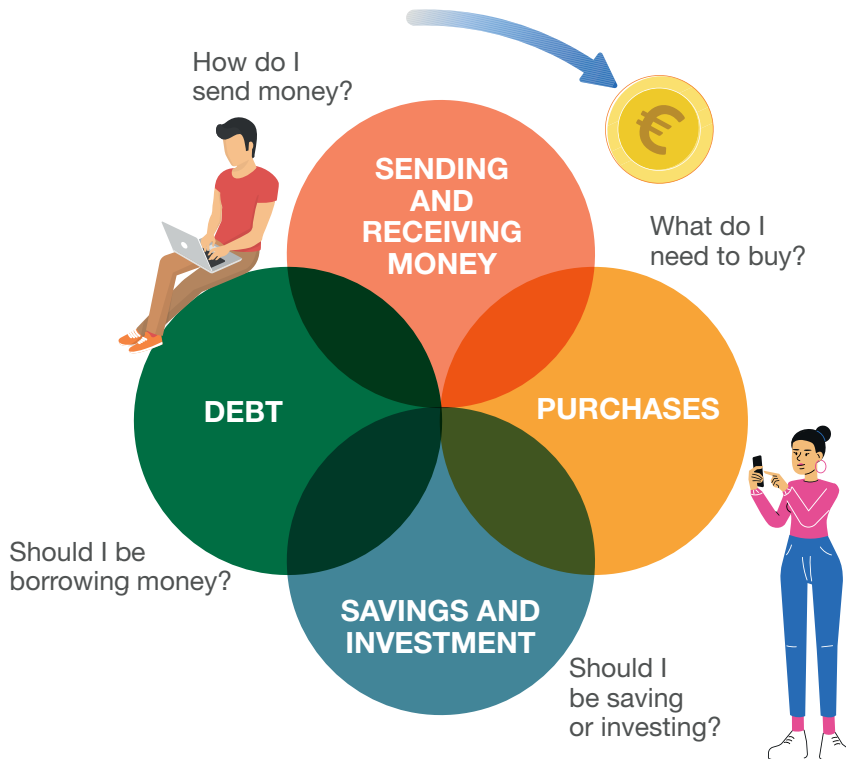 How do I
send money?
SENDING
AND
RECEIVING
MONEY
€
What do I
need to buy?
DEBT
PURCHASES
Should I be
borrowing money?
SAVINGS AND
INVESTMENT
Should I
be saving
or investing?